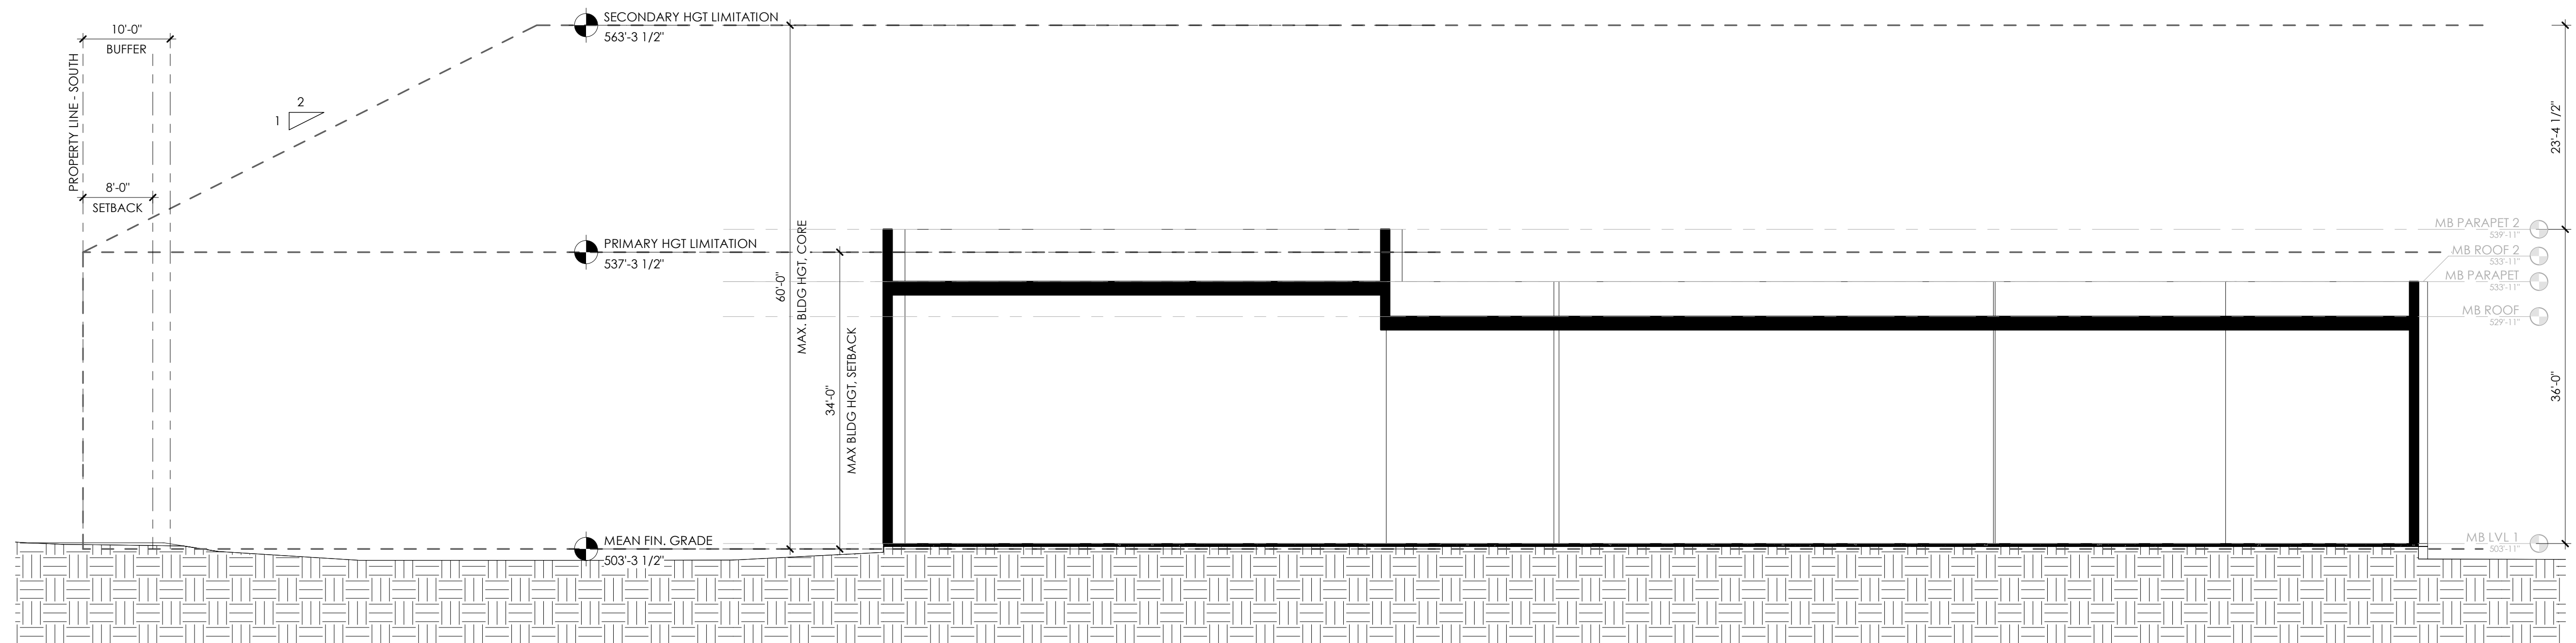 SECONDARY HGT LIMITATION
563'-3 1/2"
10'-0"
BUFFER
PROPERTY LINE - SOUTH
2
1
8'-0"
SETBACK
23'-4 1/2"
PRIMARY HGT LIMITATION
537'-3 1/2"
60'-0"
MAX. BLDG HGT, CORE
34'-0"
MAX BLDG HGT, SETBACK
MB PARAPET 2
539'-11"
MB ROOF 2
533'-11"
MB PARAPET
533'-11"
MB ROOF
529'-11"
36'-0"
MEAN FIN. GRADE
503'-3 1/2"
MB LVL 1
503'-11"